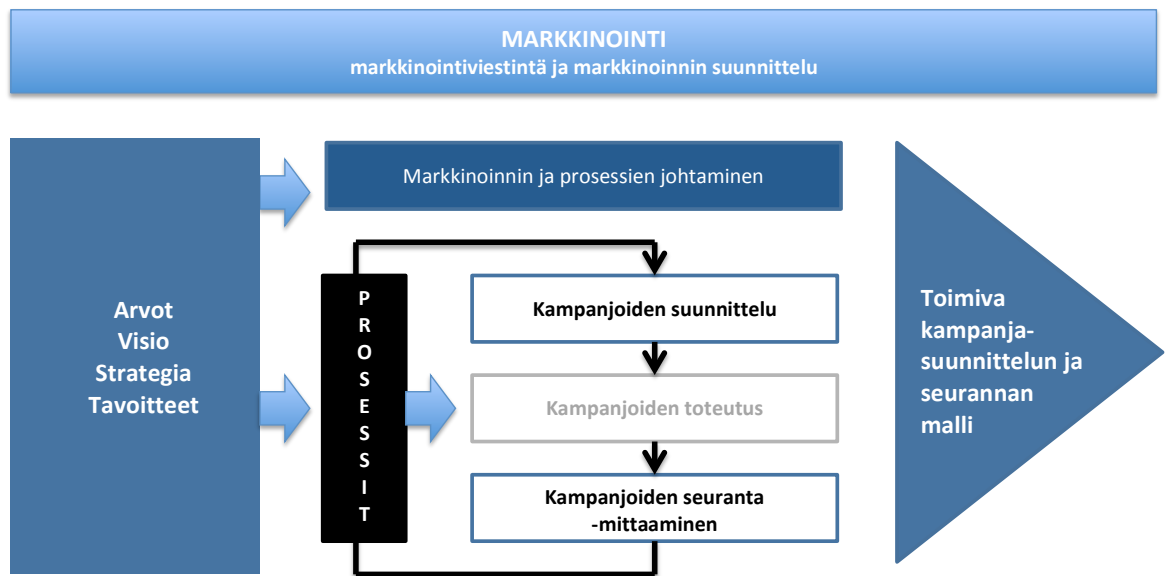 MARKKINOINTI
markkinointiviestintä ja markkinoinnin suunnittelu
Arvot
Visio
Strategia
Tavoitteet
Markkinoinnin ja prosessien johtaminen
PROSESSIT
Kampanjoiden suunnittelu
Kampanjoiden toteutus
Kampanjoiden seuranta
-mittaaminen
Toimiva
kampanja-
suunnittelun ja
seurannan
malli